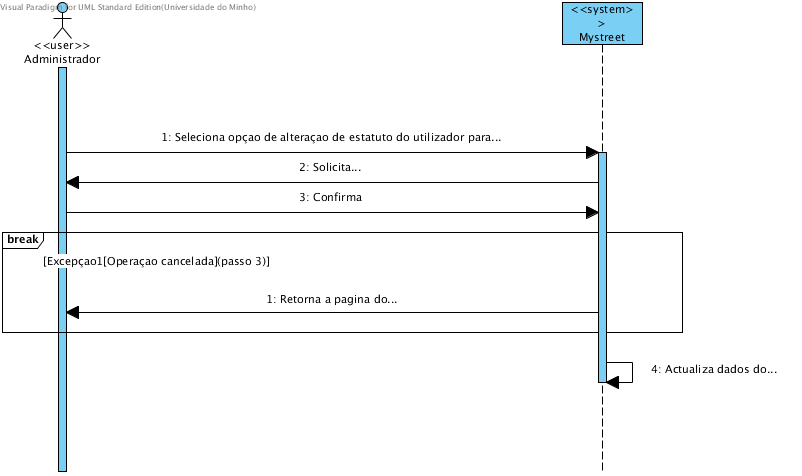 Visual Paradigm for UML Standard Edition(Universidade do Minho)
<<user>>
Administrador
<<system>
>
Mystreet
1: Seleciona opçao de alteraçao de estatuto do utilizador para...
2: Solicita...
3: Confirma
break
[Excepçao1[Operaçao cancelada](passo 3)]
1: Retorna a pagina do...
4: Actualiza dados do...